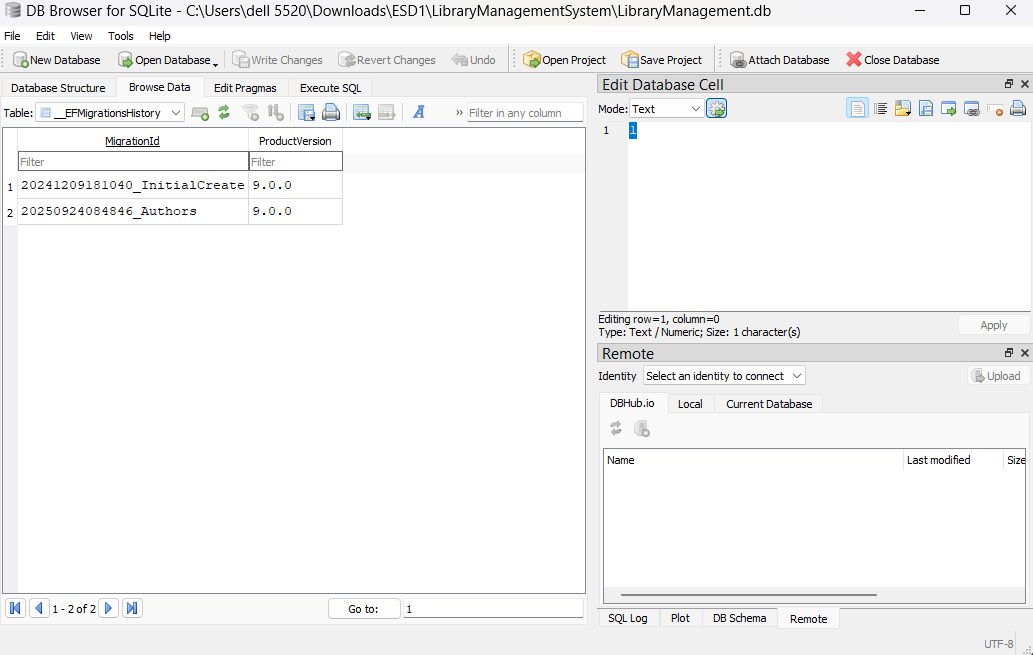 DB Browser for SQLite - C:\Users\dell 5520\Downloads\ESD1\LibraryManagementSystem\LibraryManagement.db
File Edit View Tools Help
New Database Open Database Write Changes Revert Changes Undo Open Project Save Project Attach Database Close Database
Database Structure Browse Data Edit Pragmas Execute SQL
Table: __EFMigrationsHistory A » Filter in any column
MigrationId ProductVersion
Filter Filter
1 20241209181040_InitialCreate 9.0.0
2 20250924084846_Authors 9.0.0
1 - 2 of 2 Go to: 1
Edit Database Cell
Mode: Text
1 1
Editing row=1, column=0
Type: Text / Numeric; Size: 1 character(s)
Apply
Remote
Identity Select an identity to connect Upload
DBHub.io Local Current Database
Name Last modified Size
SQL Log Plot DB Schema Remote
UTF-8